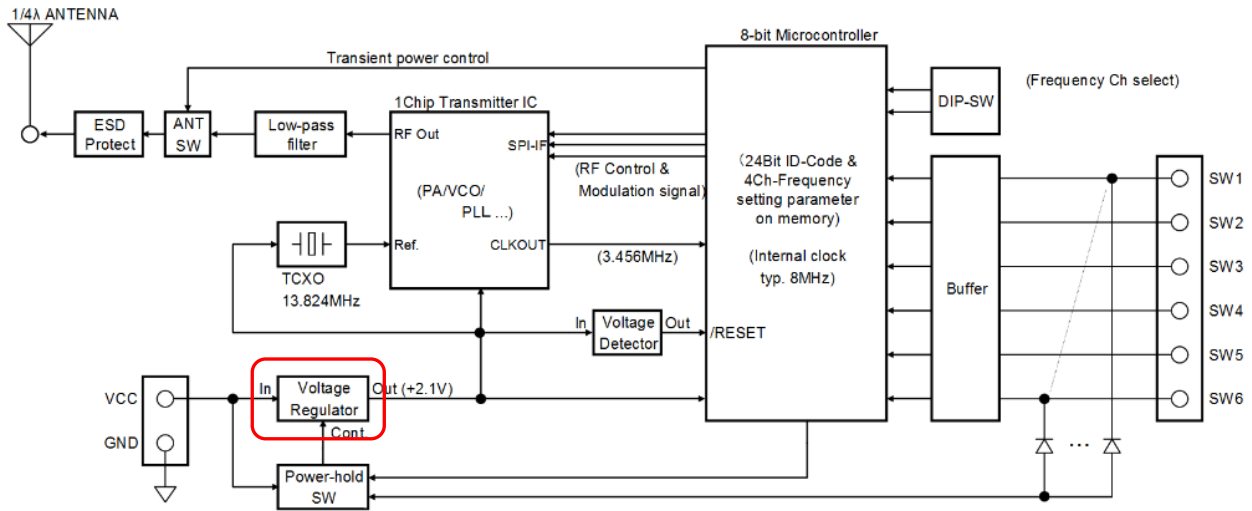 1/4λ ANTENNA
8-bit Microcontroller
Transient power control
(Frequency Ch select)
DIP-SW
1Chip Transmitter IC
ESD
Protect
ANT
SW
Low-pass
filter
RF Out
SPI-IF
(RF Control &
Modulation signal)
(PA/VCO/
PLL ...)
(24Bit ID-Code &
4Ch-Frequency
setting parameter
on memory)
(Internal clock
typ. 8MHz)
SW1
SW2
SW3
SW4
SW5
SW6
Buffer
Ref.
CLKOUT
(3.456MHz)
TCXO
13.824MHz
In
Voltage
Detector
Out
/RESET
VCC
GND
In
Voltage
Regulator
Out (+2.1V)
Cont.
Power-hold
SW
...